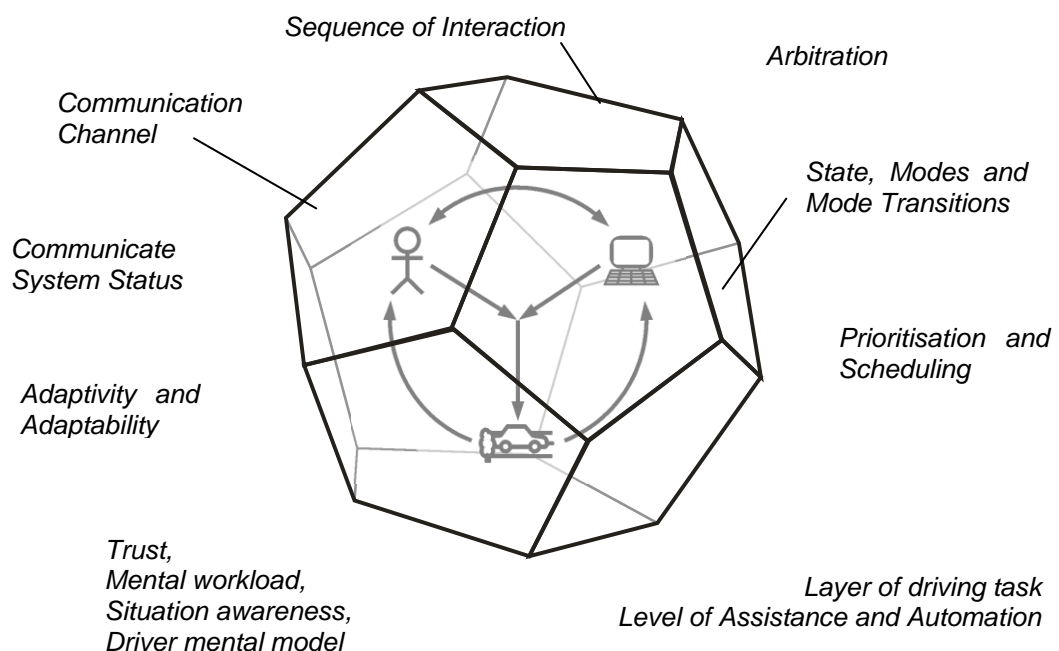 Sequence of Interaction
Arbitration
Communication
Channel
State, Modes and
Mode Transitions
Communicate
System Status
Prioritisation and
Scheduling
Adaptivity and
Adaptability
Trust,
Mental workload,
Situation awareness,
Driver mental model
Layer of driving task
Level of Assistance and Automation